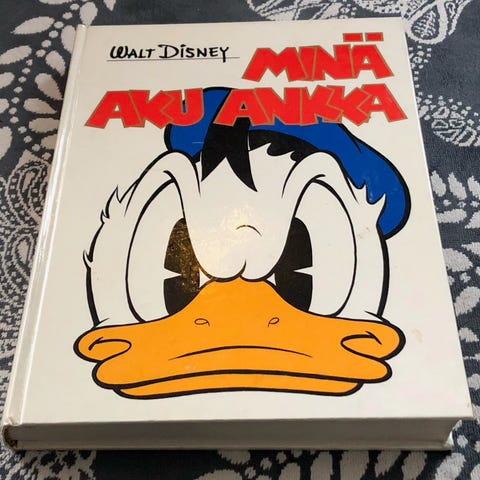 WALT DISNEY
MINÄ
AKU ANKKA